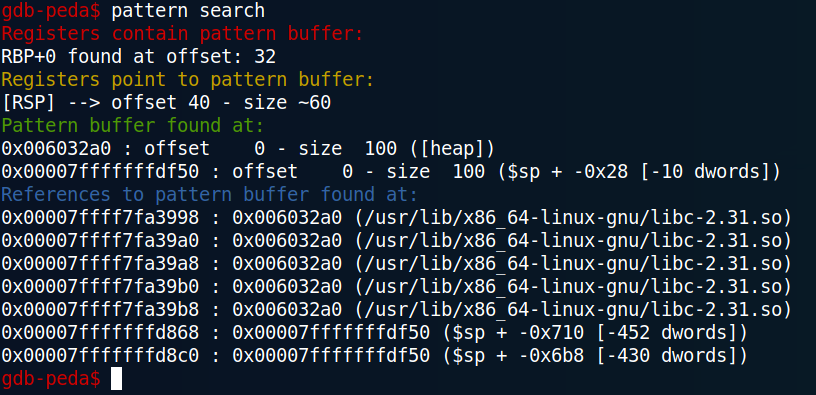 gdb-peda$ pattern search
Registers contain pattern buffer:
RBP+0 found at offset: 32
Registers point to pattern buffer:
[RSP] --> offset 40 - size ~60
Pattern buffer found at:
0x006032a0 : offset    0 - size  100 ([heap])
0x00007fffffffdf50 : offset    0 - size  100 ($sp + -0x28 [-10 dwords])
References to pattern buffer found at:
0x00007ffff7fa3998 : 0x006032a0 (/usr/lib/x86_64-linux-gnu/libc-2.31.so)
0x00007ffff7fa39a0 : 0x006032a0 (/usr/lib/x86_64-linux-gnu/libc-2.31.so)
0x00007ffff7fa39a8 : 0x006032a0 (/usr/lib/x86_64-linux-gnu/libc-2.31.so)
0x00007ffff7fa39b0 : 0x006032a0 (/usr/lib/x86_64-linux-gnu/libc-2.31.so)
0x00007ffff7fa39b8 : 0x006032a0 (/usr/lib/x86_64-linux-gnu/libc-2.31.so)
0x00007fffffffd868 : 0x00007fffffffdf50 ($sp + -0x710 [-452 dwords])
0x00007fffffffd8c0 : 0x00007fffffffdf50 ($sp + -0x6b8 [-430 dwords])
gdb-peda$